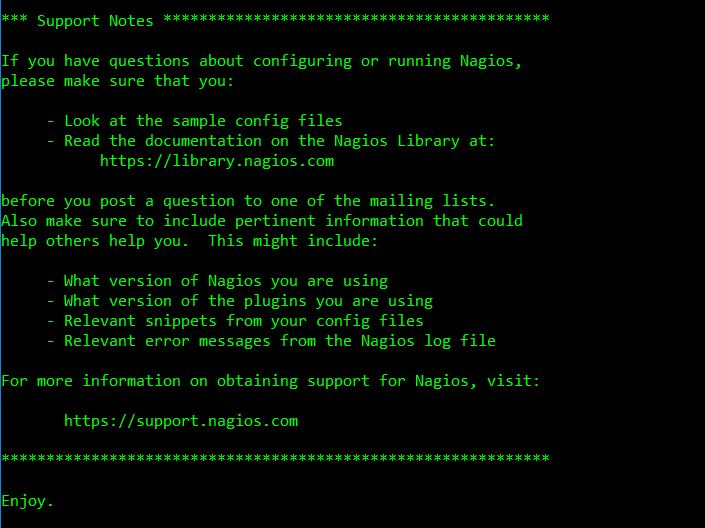 *** Support Notes *******************************************
If you have questions about configuring or running Nagios,
please make sure that you:
- Look at the sample config files
- Read the documentation on the Nagios Library at:
https://library.nagios.com
before you post a question to one of the mailing lists.
Also make sure to include pertinent information that could
help others help you.  This might include:
- What version of Nagios you are using
- What version of the plugins you are using
- Relevant snippets from your config files
- Relevant error messages from the Nagios log file
For more information on obtaining support for Nagios, visit:
https://support.nagios.com
*************************************************************
Enjoy.